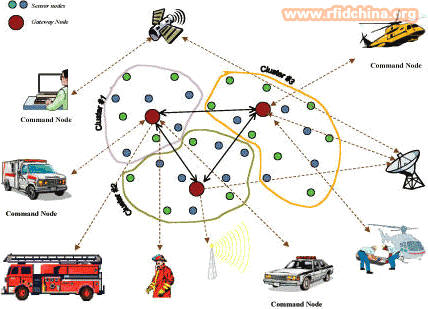 www.rfidchina.org
Sensor nodes
Gateway Node
Cluster #1
Cluster #3
Command Node
Command Node
Command Node
Cluster #2
Command Node